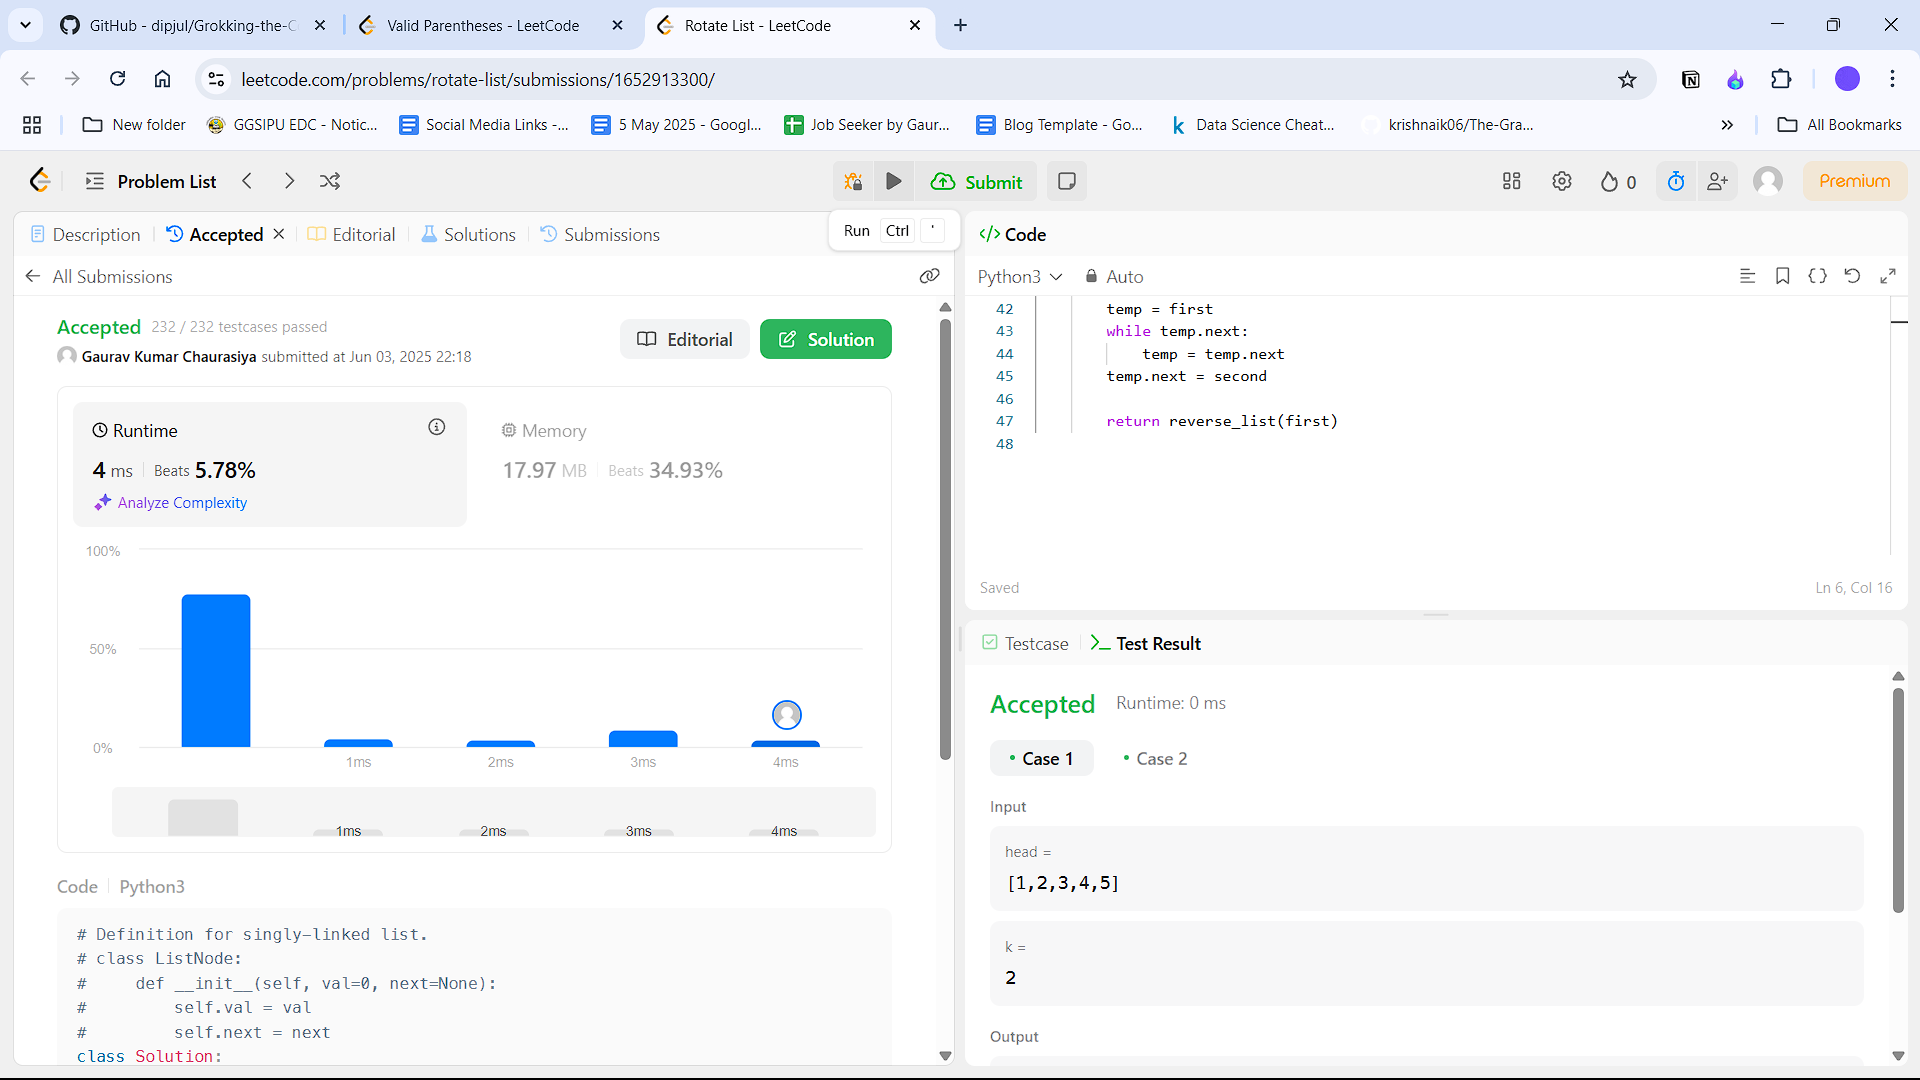 GitHub - dipjul/Grokking-the-C
Valid Parentheses - LeetCode
Rotate List - LeetCode
leetcode.com/problems/rotate-list/submissions/1652913300/
New folder
GGSIPU EDC - Notic...
Social Media Links -...
5 May 2025 - Googl...
Job Seeker by Gaur...
Blog Template - Go...
Data Science Cheat...
krishnaik06/The-Gra...
All Bookmarks
Problem List
Submit
0
Premium
Description
Accepted
Editorial
Solutions
Submissions
Run Ctrl '
All Submissions
Accepted 232 / 232 testcases passed
Gaurav Kumar Chaurasiya submitted at Jun 03, 2025 22:18
Editorial
Solution
Runtime
4 ms Beats 5.78%
Analyze Complexity
Memory
17.97 MB Beats 34.93%
100%
50%
0%
1ms 2ms 3ms 4ms
1ms 2ms 3ms 4ms
Code Python3
# Definition for singly-linked list.
# class ListNode:
#     def __init__(self, val=0, next=None):
#         self.val = val
#         self.next = next
class Solution:
</> Code
Python3 Auto
42 temp = first
43 while temp.next:
44 temp = temp.next
45 temp.next = second
46
47 return reverse_list(first)
48
Saved
Ln 6, Col 16
Testcase
Test Result
Accepted Runtime: 0 ms
Case 1
Case 2
Input
head =
[1,2,3,4,5]
k =
2
Output